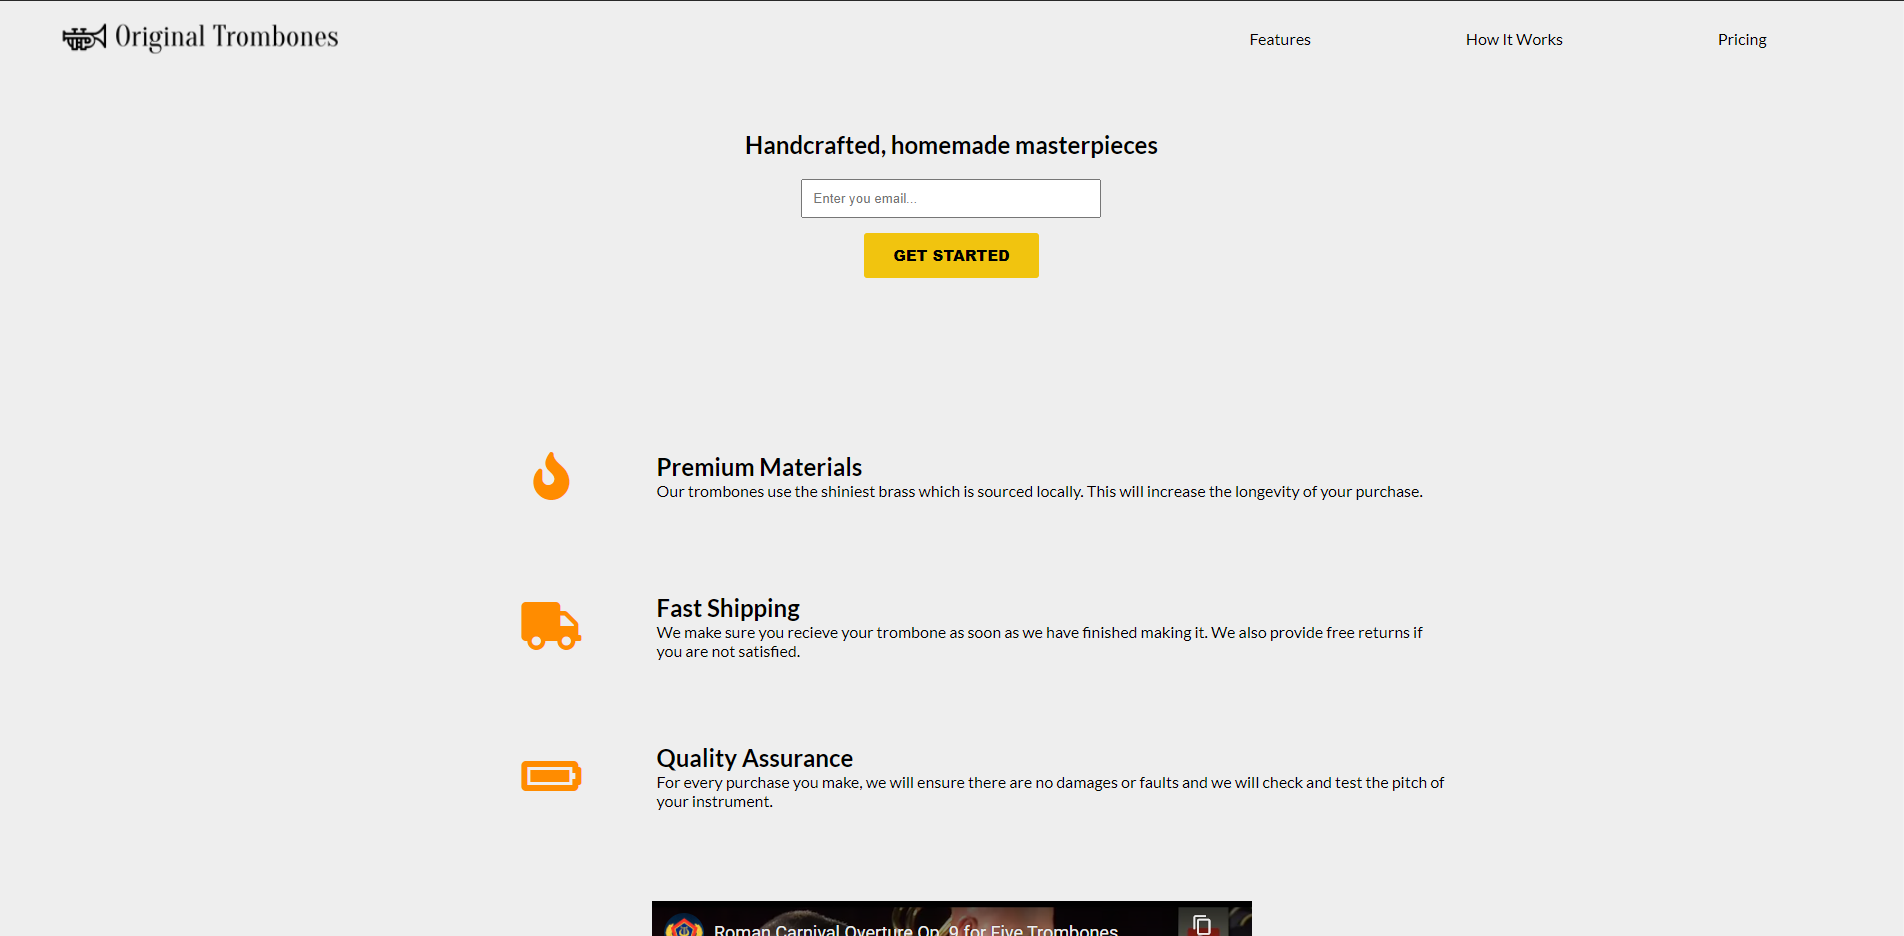 Original Trombones
Features
How It Works
Pricing
Handcrafted, homemade masterpieces
Enter you email...
GET STARTED
Premium Materials
Our trombones use the shiniest brass which is sourced locally. This will increase the longevity of your purchase.
Fast Shipping
We make sure you recieve your trombone as soon as we have finished making it. We also provide free returns if
you are not satisfied.
Quality Assurance
For every purchase you make, we will ensure there are no damages or faults and we will check and test the pitch of
your instrument.
Roman Carnival Overture Op. 9 for Five Trombones